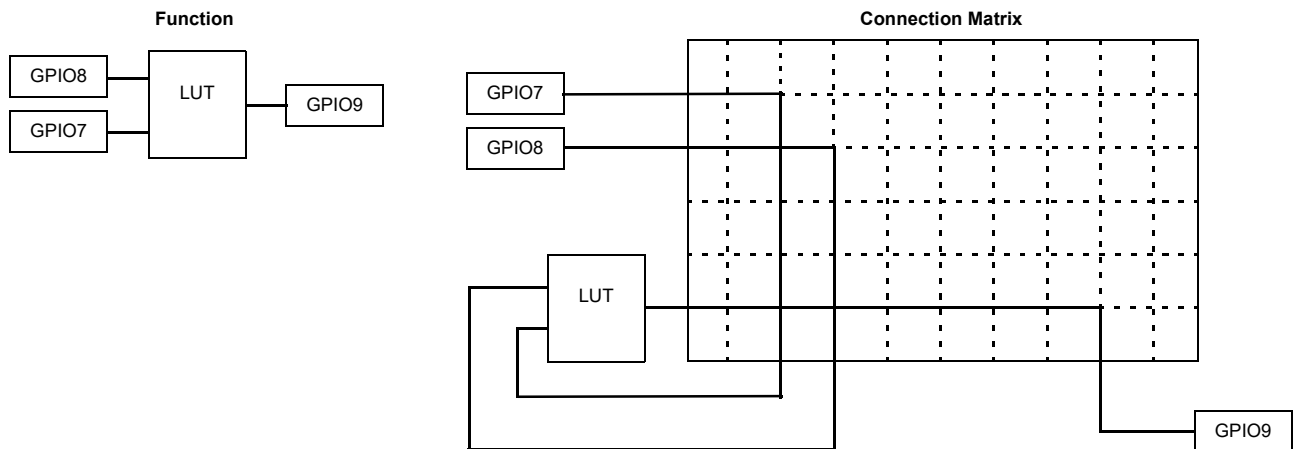 Function
GPIO8
GPIO7
LUT
GPIO9
Connection Matrix
GPIO7
GPIO8
LUT
GPIO9